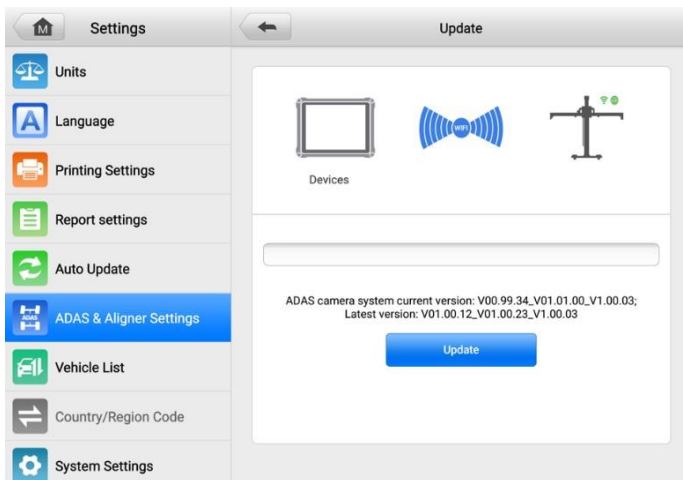 Settings
Update
Units
Language
Printing Settings
Report settings
Auto Update
ADAS & Aligner Settings
Vehicle List
Country/Region Code
System Settings
M
A
ADAS
WIFI
Devices
ADAS camera system current version: V00.99.34_V01.01.00_V1.00.03;
Latest version: V01.00.12_V01.00.23_V1.00.03
Update